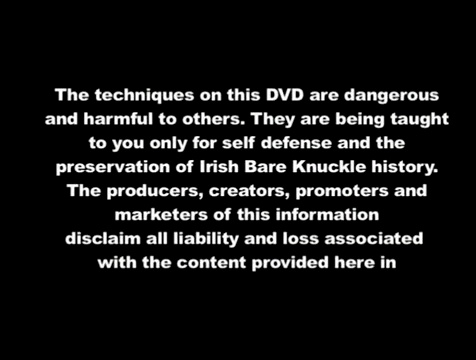 The techniques on this DVD are dangerous
and harmful to others. They are being taught
to you only for self defense and the
preservation of Irish Bare Knuckle history.
The producers, creators, promoters and
marketers of this information
disclaim all liability and loss associated
with the content provided here in